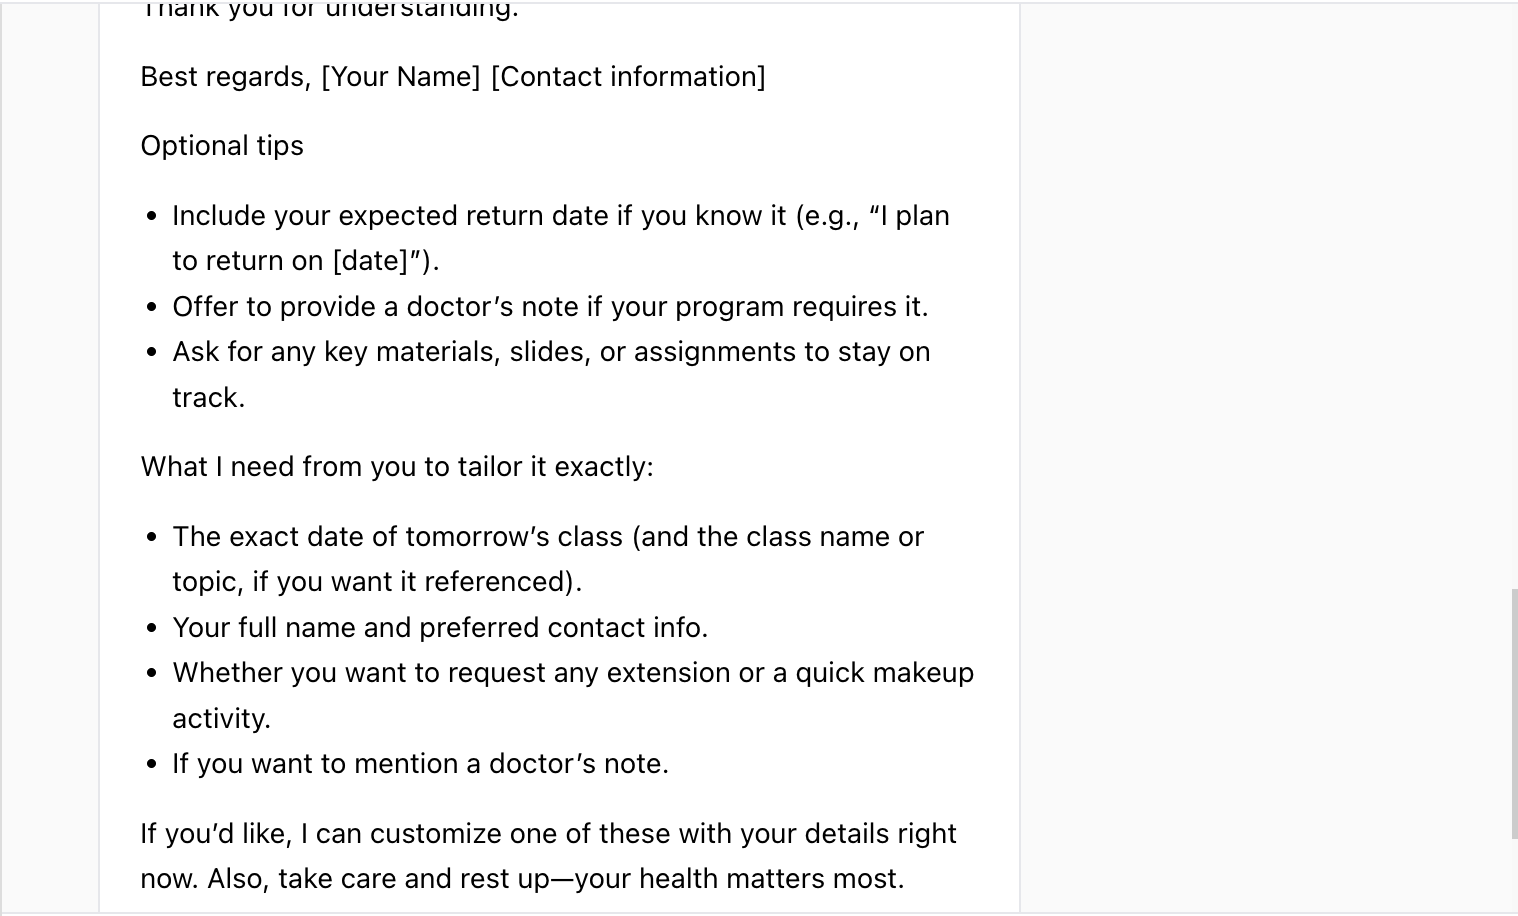 Thank you for understanding.
Best regards, [Your Name] [Contact information]
Optional tips
• Include your expected return date if you know it (e.g., “I plan
to return on [date]”).
• Offer to provide a doctor’s note if your program requires it.
• Ask for any key materials, slides, or assignments to stay on
track.
What I need from you to tailor it exactly:
• The exact date of tomorrow’s class (and the class name or
topic, if you want it referenced).
• Your full name and preferred contact info.
• Whether you want to request any extension or a quick makeup
activity.
• If you want to mention a doctor’s note.
If you’d like, I can customize one of these with your details right
now. Also, take care and rest up—your health matters most.